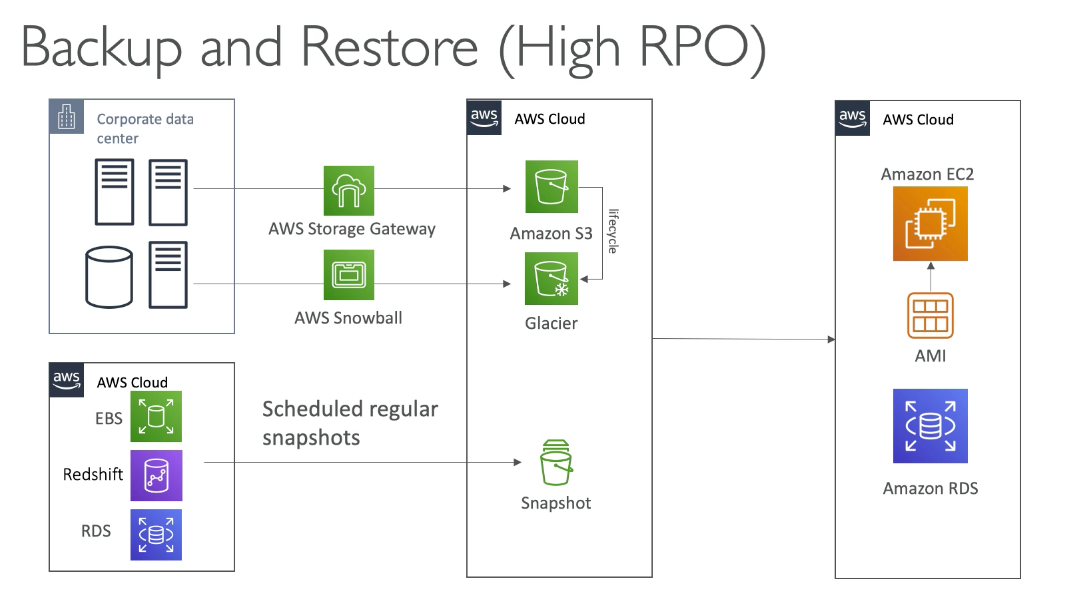 Backup and Restore (High RPO)
Corporate data
center
AWS Storage Gateway
AWS Snowball
aws
AWS Cloud
Amazon S3
lifecycle
Glacier
Snapshot
aws
AWS Cloud
EBS
Redshift
RDS
Scheduled regular
snapshots
aws
AWS Cloud
Amazon EC2
AMI
Amazon RDS